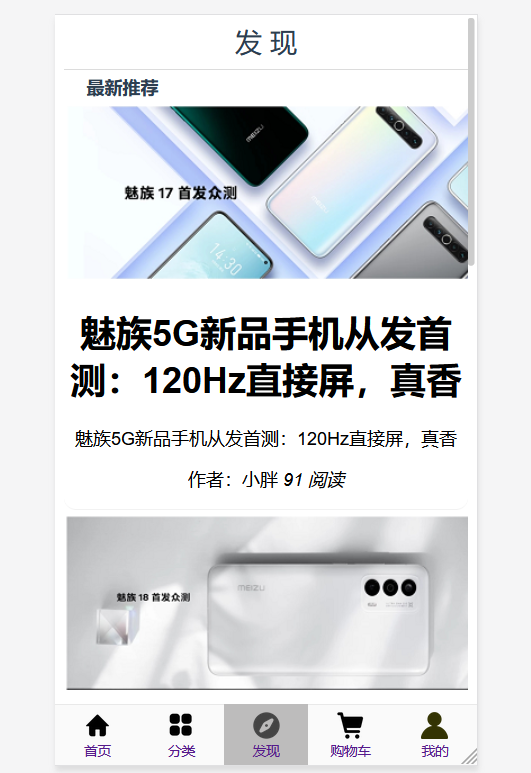 发现
最新推荐
MEIZU
魅族 17 首发众测
14:30
魅族5G新品手机从发首
测：120Hz直接屏，真香
魅族5G新品手机从发首测：120Hz直接屏，真香
作者：小胖 91 阅读
MEIZU
魅族 18 首发众测
首页 分类 发现 购物车 我的